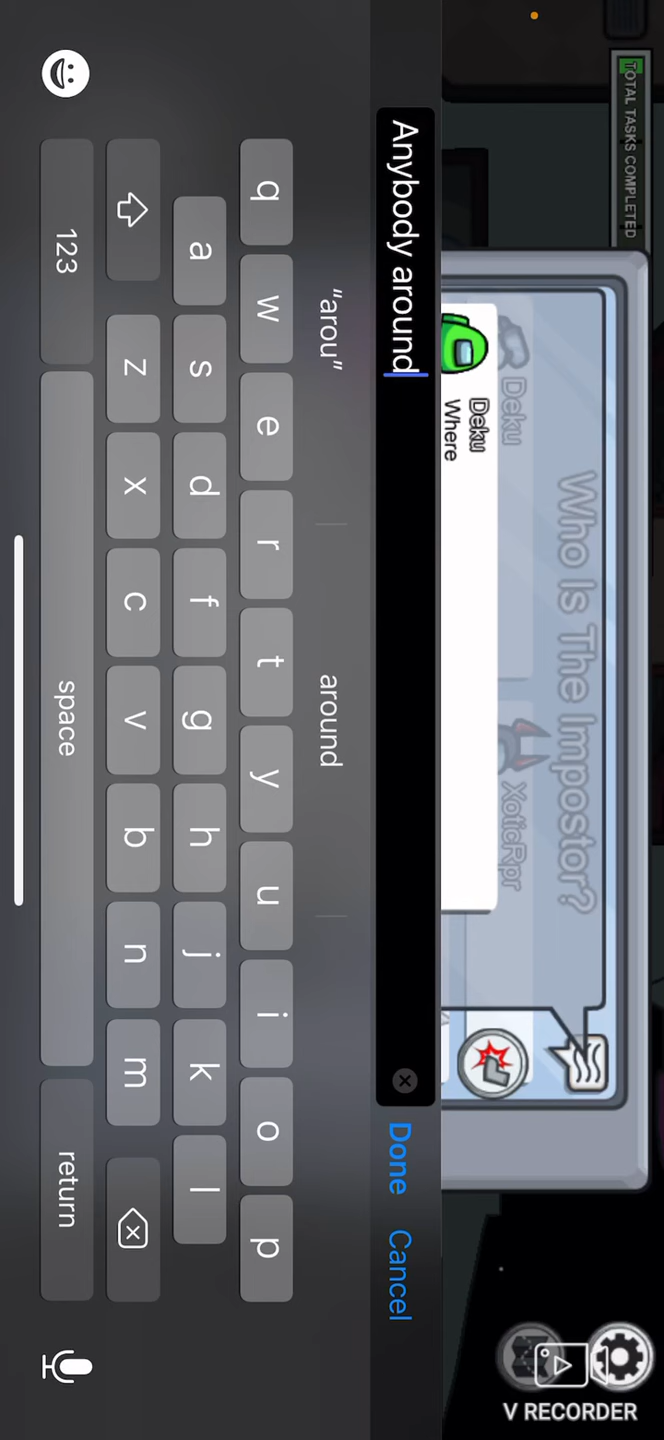 TOTAL TASKS COMPLETED
Who Is The Impostor?
Deku
XoticRpr
Deku
Where
Anybody around
Done
Cancel
"arou"
around
q w e r t y u i o p
a s d f g h j k l
z x c v b n m
123
space
return
V RECORDER